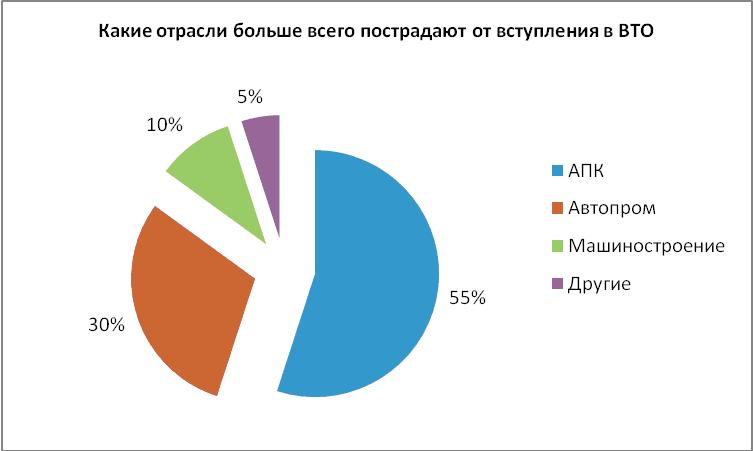 Какие отрасли больше всего пострадают от вступления в ВТО
5%
10%
АПК
Автопром
Машиностроение
Другие
55%
30%